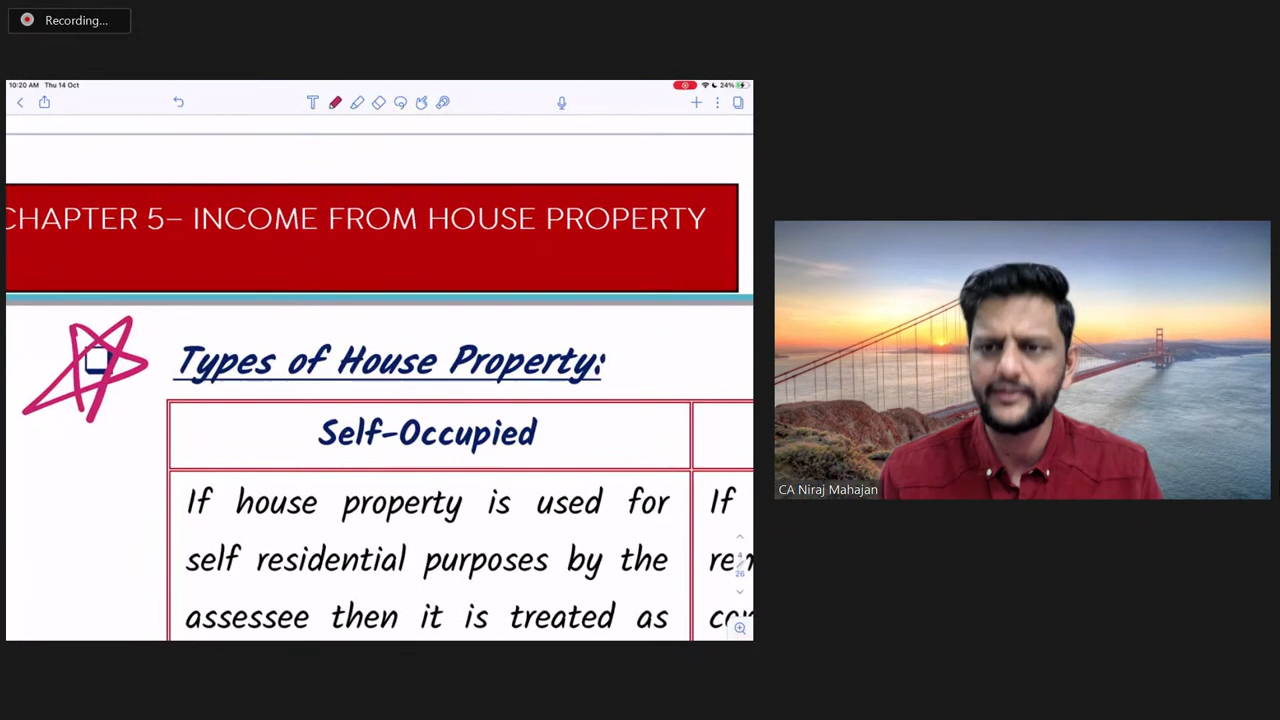 Recording...
10:20 AM Thu 14 Oct
24%
CHAPTER 5– INCOME FROM HOUSE PROPERTY
Types of House Property:
Self-Occupied
If house property is used for
self residential purposes by the
assessee then it is treated as
If
4
26
CA Niraj Mahajan